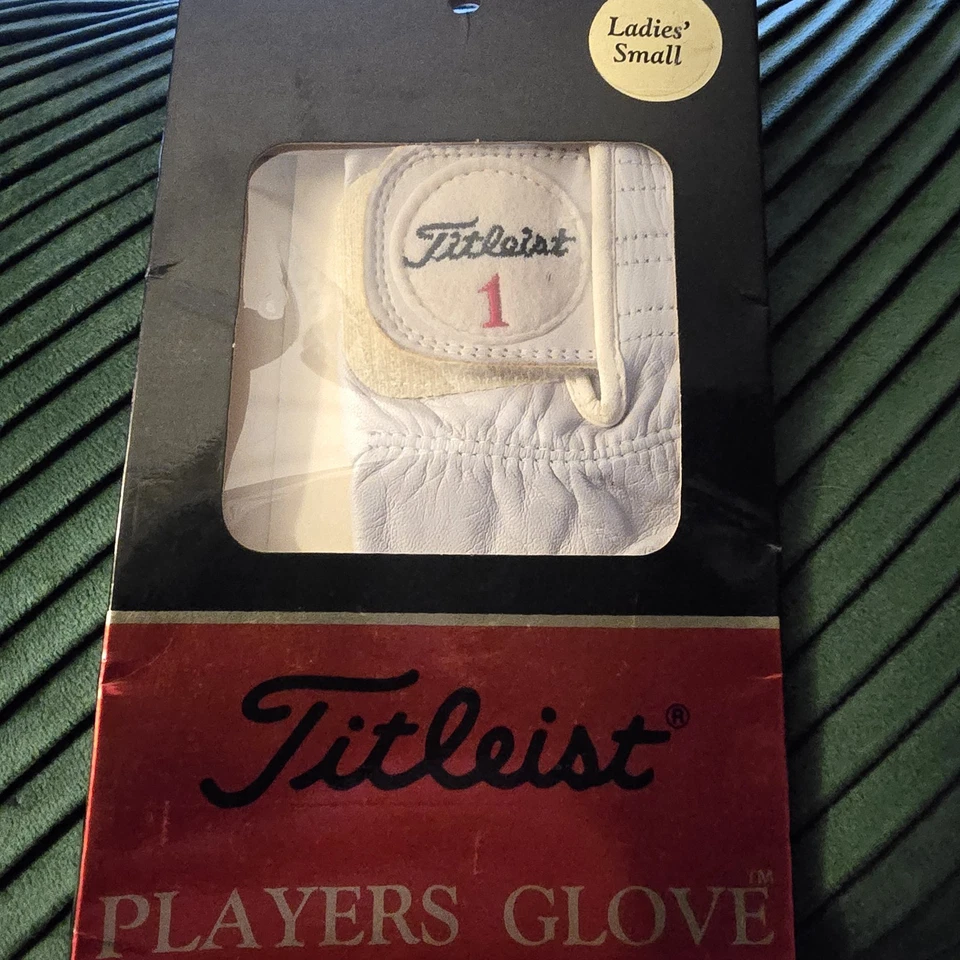 Ladies’
Small
Titleist
1
Titleist®
PLAYERS GLOVE™